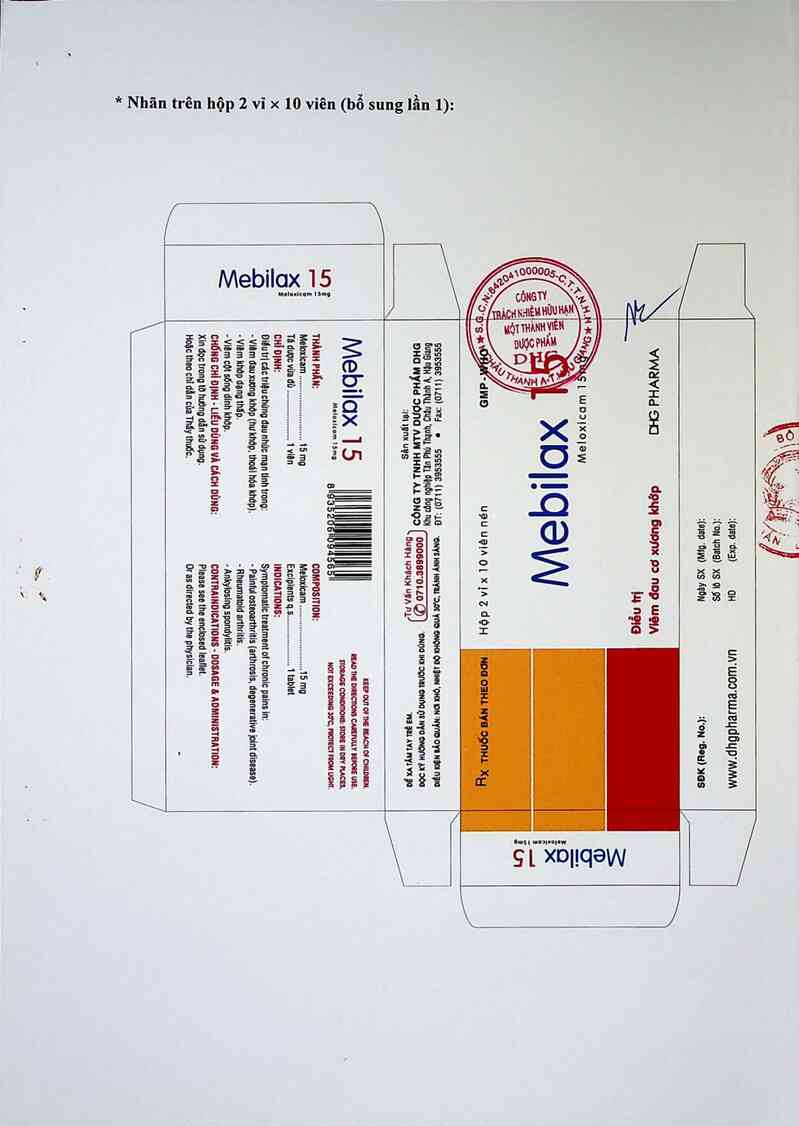 * Nhãn trên hộp 2 vỉ × 10 viên (bổ sung lần 1):
Mebilax 15
Meloxicam 15mg
Mebilax 15
Meloxicam 15mg
THÀNH PHẦN:
Meloxicam ........................ 15 mg
Tá dược vừa đủ ................. 1 viên
CHỈ ĐỊNH:
Điều trị các triệu chứng đau nhức mạn tính trong:
- Viêm đau xương khớp (hư khớp, thoái hóa khớp).
- Viêm khớp dạng thấp.
- Viêm cột sống dính khớp.
CHỐNG CHỈ ĐỊNH - LIỀU DÙNG VÀ CÁCH DÙNG:
Xin đọc trong tờ hướng dẫn sử dụng.
Hoặc theo chỉ dẫn của Thầy thuốc.
8935206094565
COMPOSITION:
Meloxicam ........................ 15 mg
Excipients q.s .................... 1 tablet
INDICATIONS:
Symptomatic treatment of chronic pains in:
- Painful osteoarthritis (arthrosis, degenerative joint disease).
- Rheumatoid arthritis.
- Ankylosing spondylitis.
CONTRAINDICATIONS - DOSAGE & ADMINISTRATION:
Please see the enclosed leaflet.
Or as directed by the physician.
KEEP OUT OF THE REACH OF CHILDREN.
READ THE DIRECTIONS CAREFULLY BEFORE USE.
STORAGE CONDITIONS: STORE IN DRY PLACES,
NOT EXCEEDING 30°C, PROTECT FROM LIGHT.
Sản xuất tại:
CÔNG TY TNHH MTV DƯỢC PHẨM DHG
Khu công nghiệp Tân Phú Thạnh, Châu Thành A, Hậu Giang
ĐT: (0711) 3953555 • Fax: (0711) 3953555
Tư Vấn Khách Hàng
0710.3899000
ĐỂ XA TẦM TAY TRẺ EM.
ĐỌC KỸ HƯỚNG DẪN SỬ DỤNG TRƯỚC KHI DÙNG.
ĐIỀU KIỆN BẢO QUẢN: NƠI KHÔ, NHIỆT ĐỘ KHÔNG QUÁ 30°C, TRÁNH ÁNH SÁNG.
GMP-WHO
Hộp 2 vỉ x 10 viên nén
Rx THUỐC BÁN THEO ĐƠN
Mebilax 15
Meloxicam 15mg
DHG PHARMA
Điều trị
Viêm đau cơ xương khớp
S.G.C.N:642041000005-C.T.T.N.H.H
CÔNG TY
TRÁCH NHIỆM HỮU HẠN
MỘT THÀNH VIÊN
DƯỢC PHẨM
DHG
CHÂU THÀNH A-T.HẬU GIANG
Mebilax 15
Meloxicam 15mg
Ngày SX (Mfg. date):
Số lô SX (Batch No.):
HD (Exp. date):
SĐK (Reg. No.):
www.dhgpharma.com.vn
BỘ